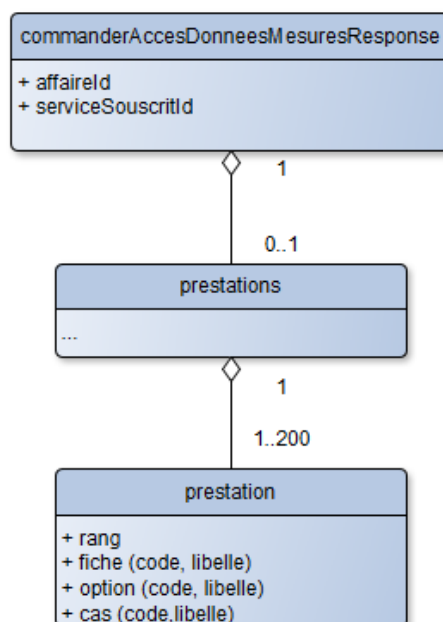 commanderAccesDonneesMesuresResponse
+ affaireId
+ serviceSouscritId
1
0..1
prestations
...
1
1..200
prestation
+ rang
+ fiche (code, libelle)
+ option (code, libelle)
+ cas (code,libelle)